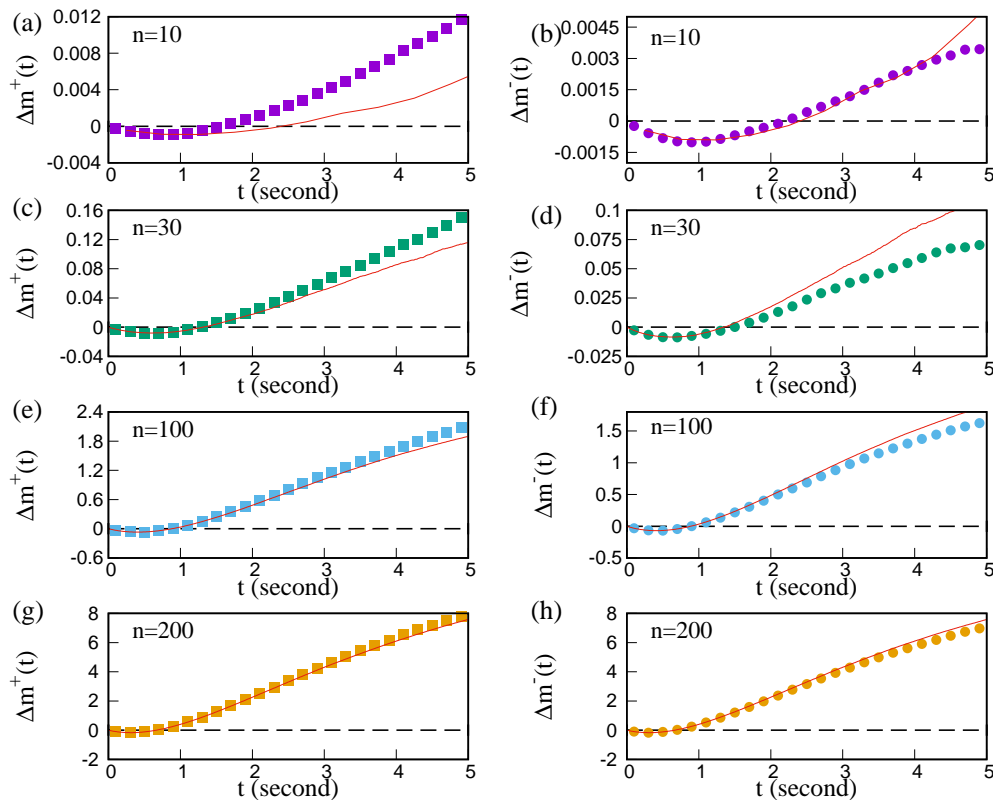 (a)
n=10
Δm⁺(t)
0.012
0.008
0.004
0
-0.004
0 1 2 3 4 5
t (second)
(b)
n=10
Δm⁻(t)
0.0045
0.003
0.0015
0
-0.0015
0 1 2 3 4 5
t (second)
(c)
n=30
Δm⁺(t)
0.16
0.12
0.08
0.04
0
-0.04
0 1 2 3 4 5
t (second)
(d)
n=30
Δm⁻(t)
0.1
0.075
0.05
0.025
0
-0.025
0 1 2 3 4 5
t (second)
(e)
n=100
Δm⁺(t)
2.4
1.8
1.2
0.6
0
-0.6
0 1 2 3 4 5
t (second)
(f)
n=100
Δm⁻(t)
1.5
1
0.5
0
-0.5
0 1 2 3 4 5
t (second)
(g)
n=200
Δm⁺(t)
8
6
4
2
0
-2
0 1 2 3 4 5
t (second)
(h)
n=200
Δm⁻(t)
8
6
4
2
0
-2
0 1 2 3 4 5
t (second)